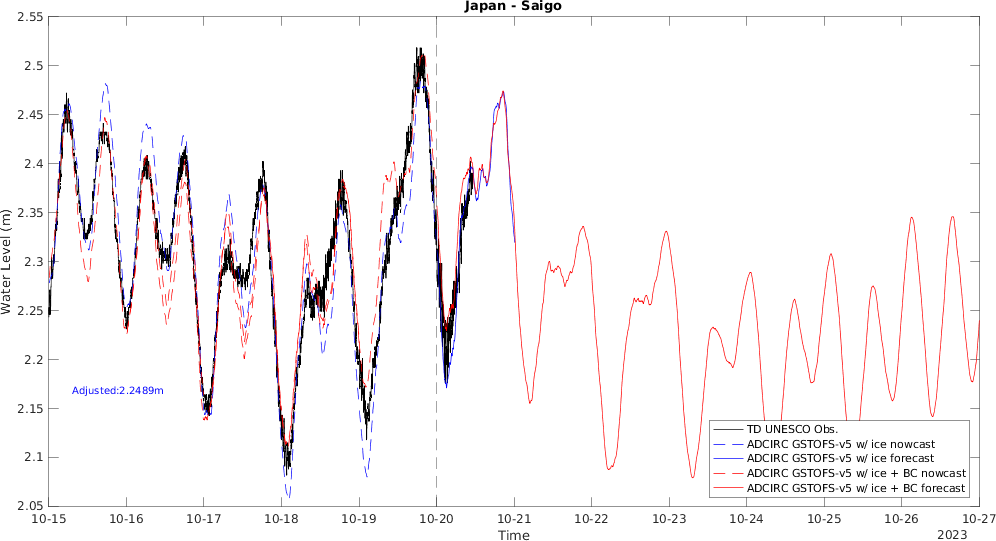 Japan - Saigo
2.55
2.5
2.45
2.4
2.35
2.3
2.25
2.2
2.15
2.1
2.05
Water Level (m)
Adjusted:2.2489m
TD UNESCO Obs.
ADCIRC GSTOFS-v5 w/ ice nowcast
ADCIRC GSTOFS-v5 w/ ice forecast
ADCIRC GSTOFS-v5 w/ ice + BC nowcast
ADCIRC GSTOFS-v5 w/ ice + BC forecast
10-15 10-16 10-17 10-18 10-19 10-20 10-21 10-22 10-23 10-24 10-25 10-26 10-27
Time
2023